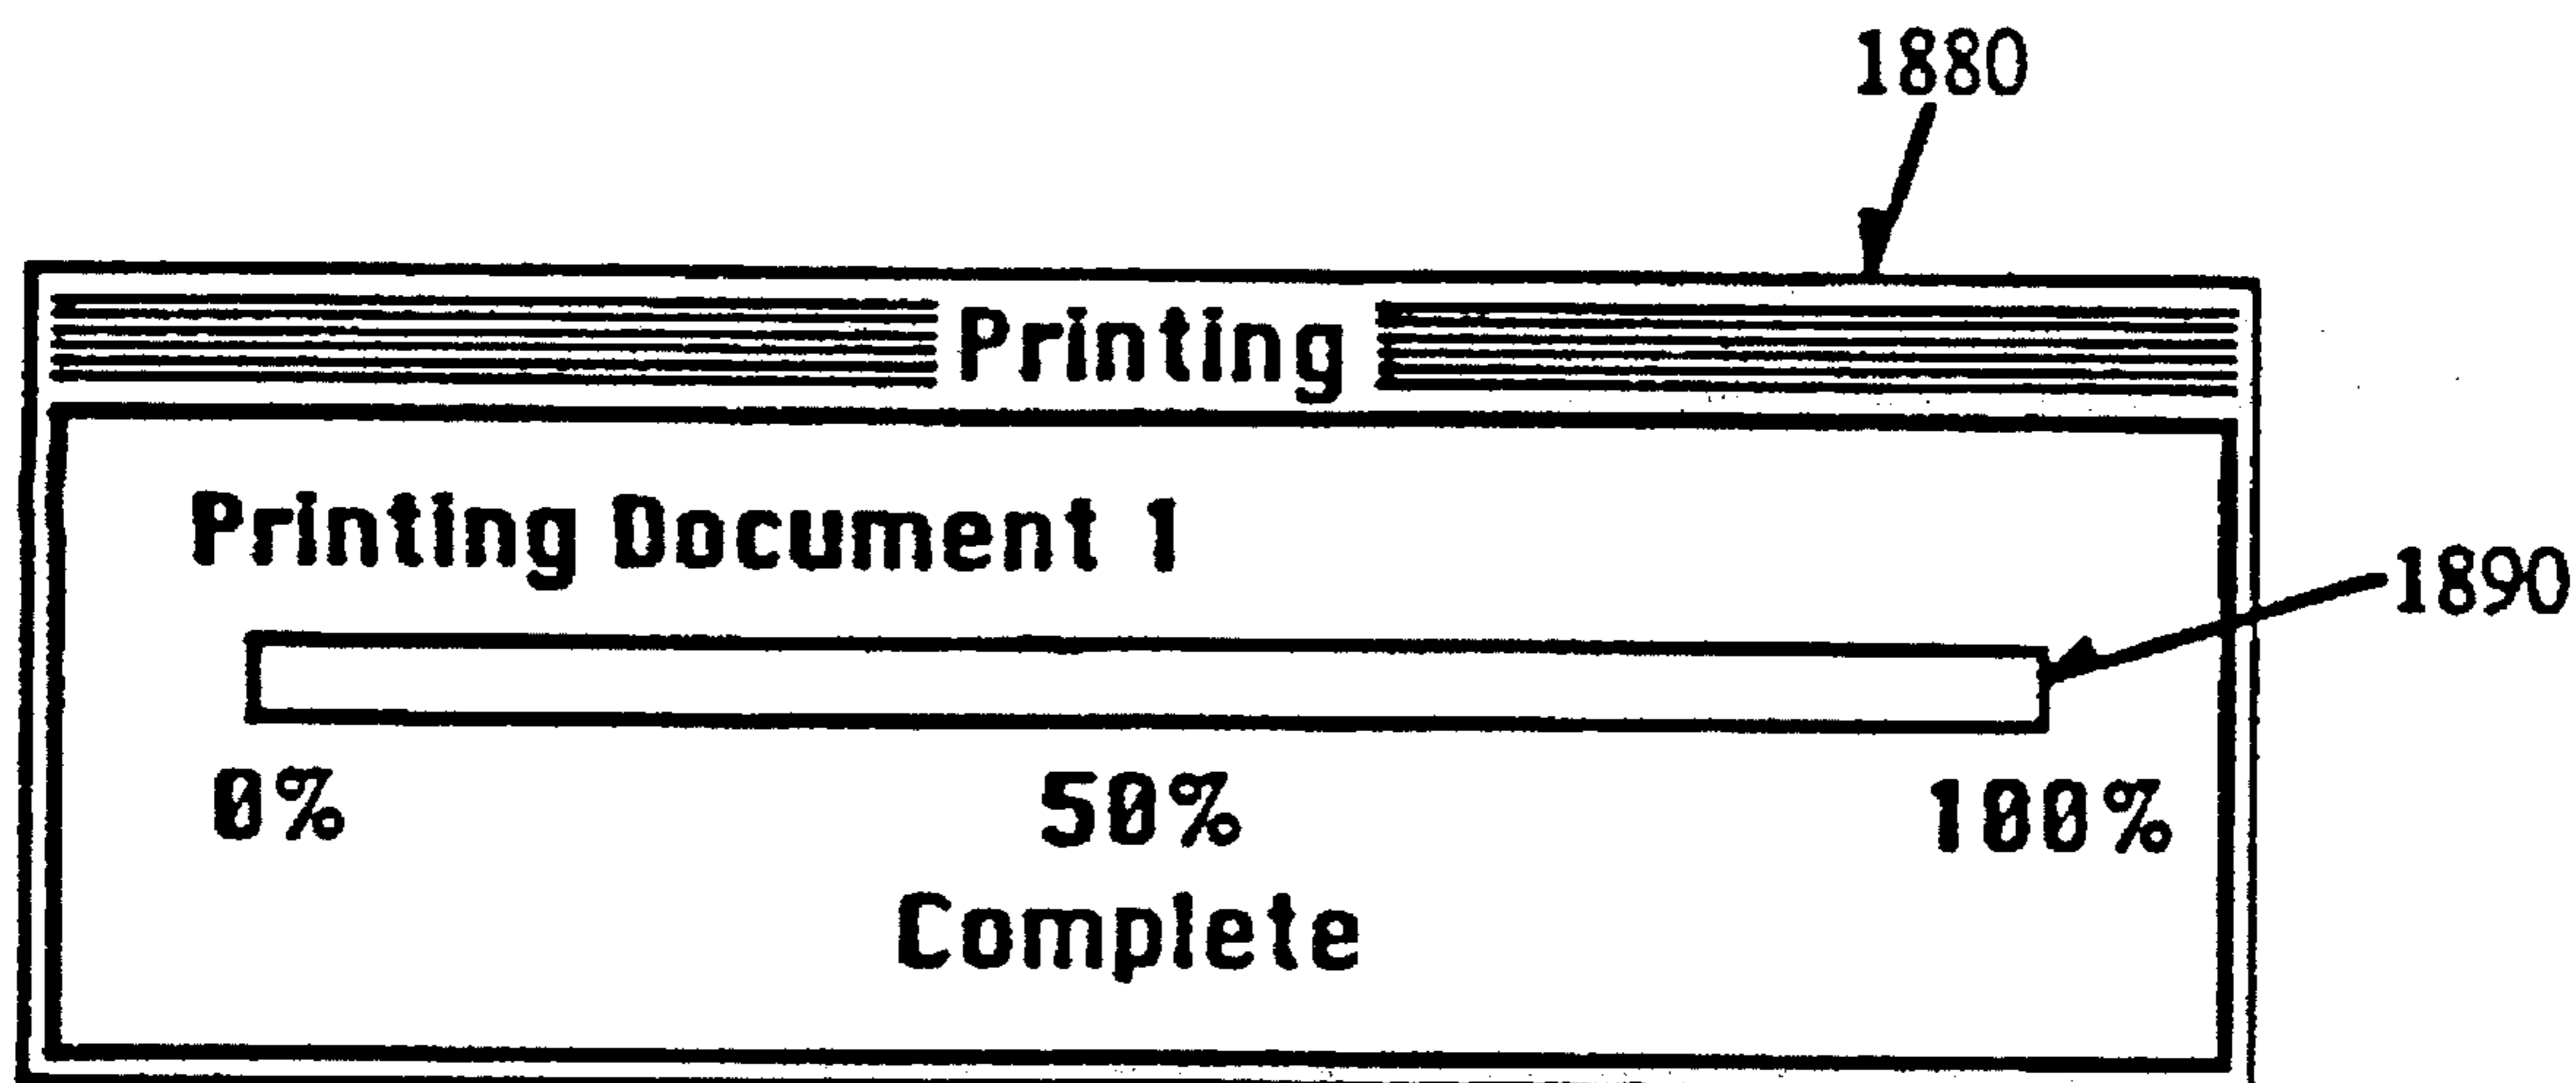 1880
Printing
Printing Document 1
1890
0% 50% 100%
Complete